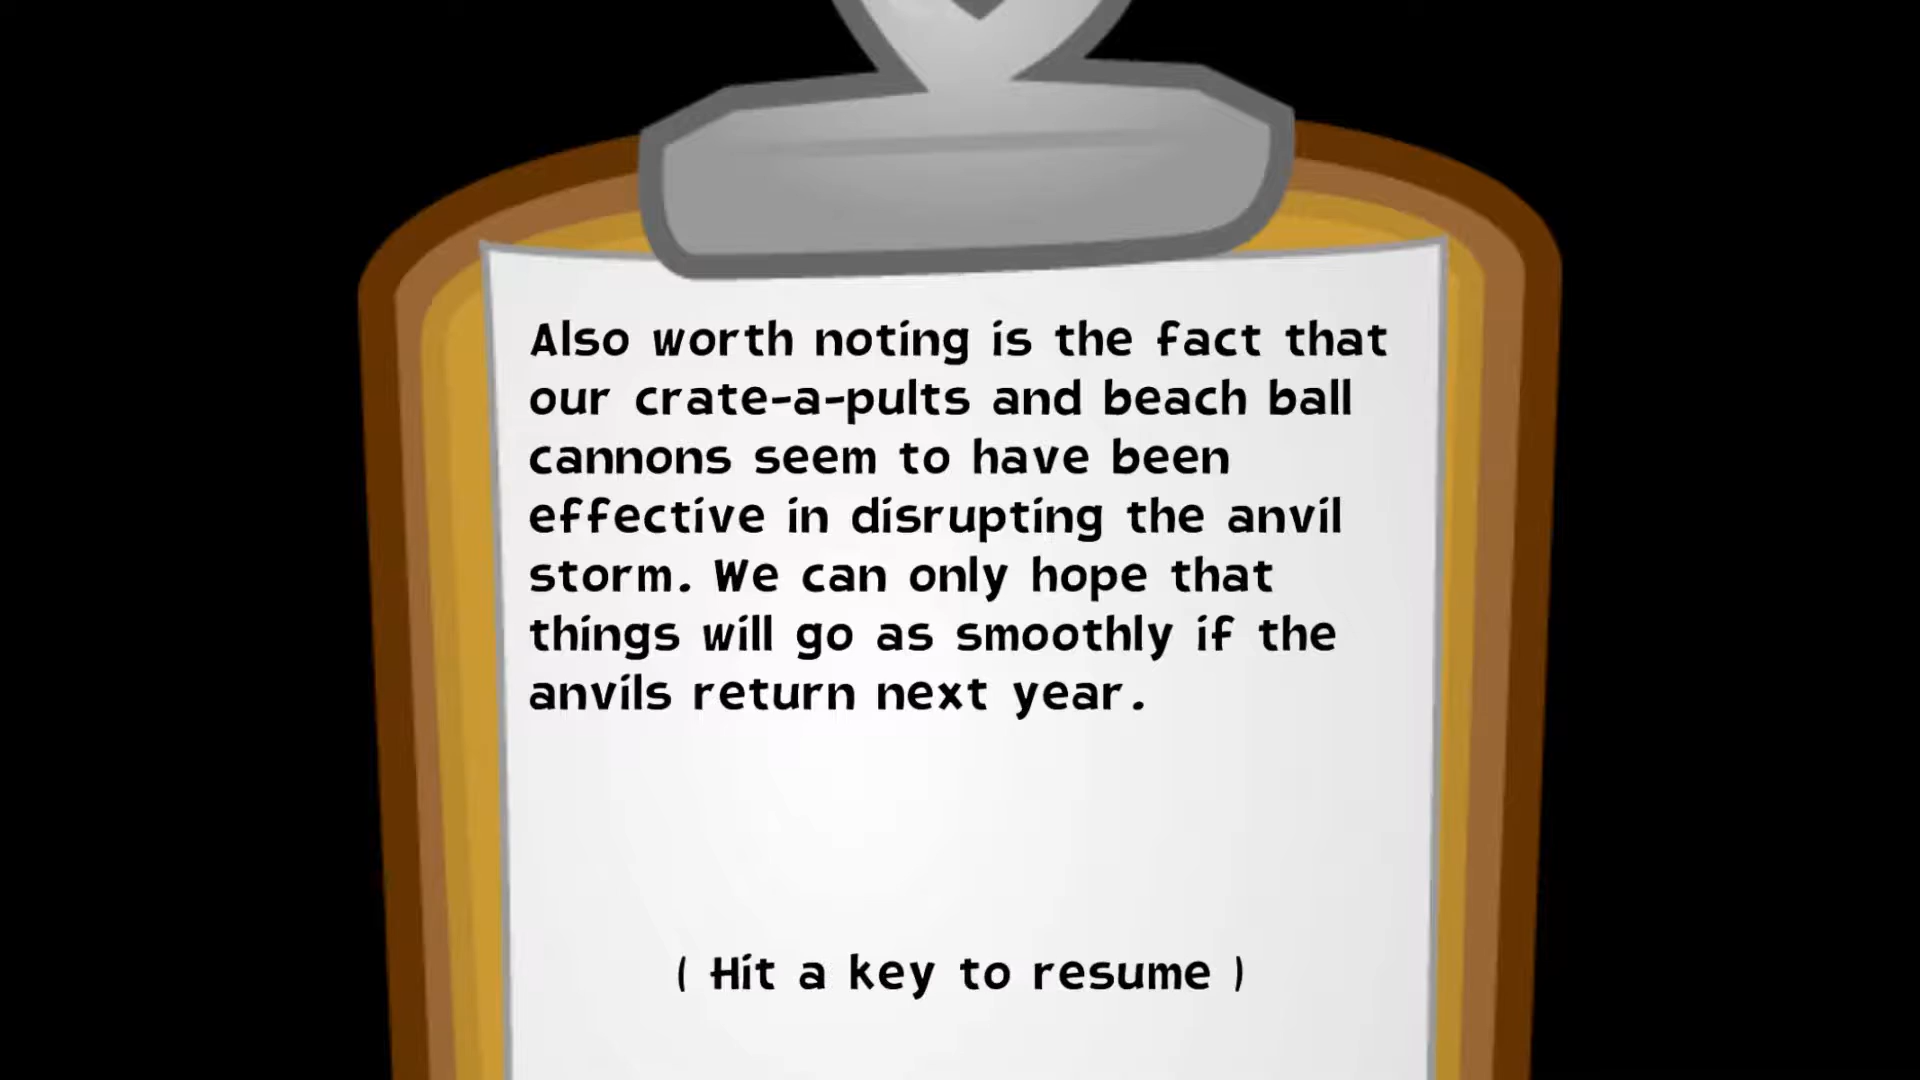 Also worth noting is the fact that
our crate-a-pults and beach ball
cannons seem to have been
effective in disrupting the anvil
storm. We can only hope that
things will go as smoothly if the
anvils return next year.
( Hit a key to resume )